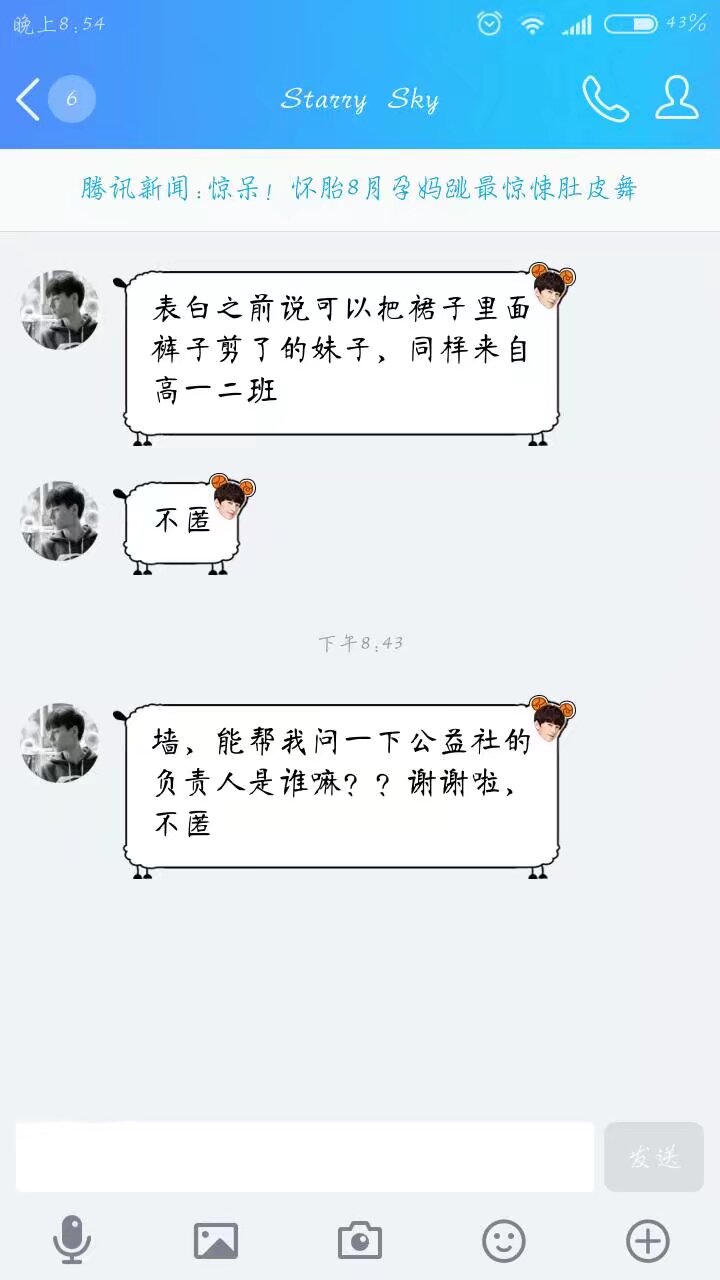 晚上8:54
43%
6
Starry Sky
腾讯新闻:惊呆!怀胎8月孕妈跳最惊悚肚皮舞
表白之前说可以把裙子里面
裤子剪了的妹子，同样来自
高一二班
不匿
下午8:43
墙，能帮我问一下公益社的
负责人是谁嘛？？谢谢啦，
不匿
发送